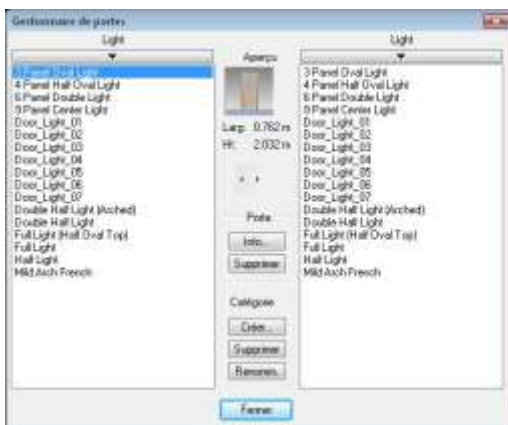 Gestionnaire de portes
Light
3 Panel Oval Light
4 Panel Half Oval Light
6 Panel Double Light
9 Panel Center Light
Door_Light_01
Door_Light_02
Door_Light_03
Door_Light_04
Door_Light_05
Door_Light_06
Door_Light_07
Double Half Light (Arched)
Double Half Light
Full Light (Half Oval Top)
Full Light
Half Light
Mild Arch French
Aperçu
Larg. 0.762 m
Ht. 2.032 m
Porte
Info...
Supprimer
Catégorie
Créer...
Supprimer
Renomm.
Fermer
Light
3 Panel Oval Light
4 Panel Half Oval Light
6 Panel Double Light
9 Panel Center Light
Door_Light_01
Door_Light_02
Door_Light_03
Door_Light_04
Door_Light_05
Door_Light_06
Door_Light_07
Double Half Light (Arched)
Double Half Light
Full Light (Half Oval Top)
Full Light
Half Light
Mild Arch French